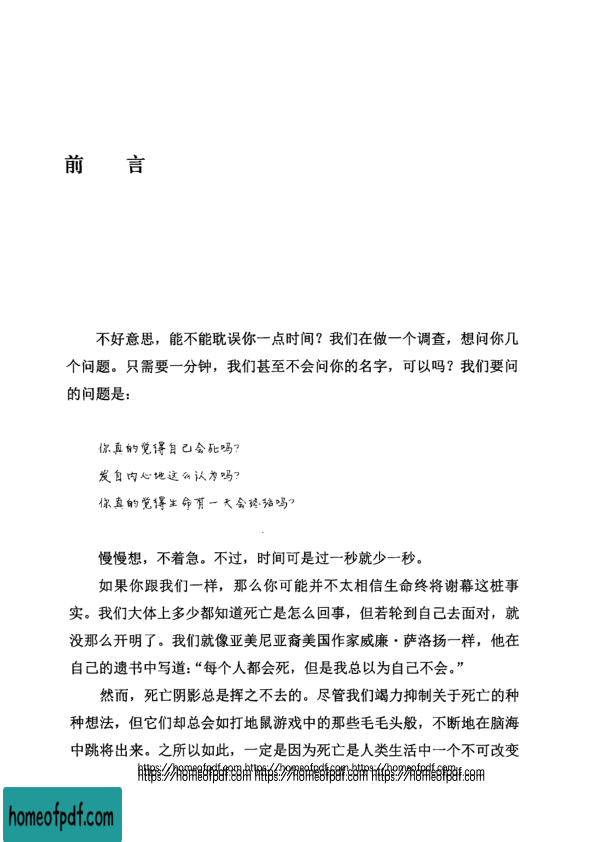 前 言
不好意思，能不能耽误你一点时间？我们在做一个调查，想问你几
个问题。只需要一分钟，我们甚至不会问你的名字，可以吗？我们要问
的问题是：
你真的觉得自己会死吗？
发自内心地这么认为吗？
你真的觉得生命有一天会终结吗？
慢慢想，不着急。不过，时间可是过一秒就少一秒。
如果你跟我们一样，那么你可能并不太相信生命终将谢幕这桩事
实。我们大体上多少都知道死亡是怎么回事，但若轮到自己去面对，就
没那么开明了。我们就像亚美尼亚裔美国作家威廉·萨洛扬一样，他在
自己的遗书中写道：“每个人都会死，但是我总以为自己不会。”
然而，死亡阴影总是挥之不去的。尽管我们竭力抑制关于死亡的种
种想法，但它们却总会如打地鼠游戏中的那些毛毛头般，不断地在脑海
中跳将出来。之所以如此，一定是因为死亡是人类生活中一个不可改变
https://homeofpdf.com https://homeofpdf.com https://homeofpdf.com
https://homeofpdf.com https://homeofpdf.com https://homeofpdf.com
homeofpdf.com